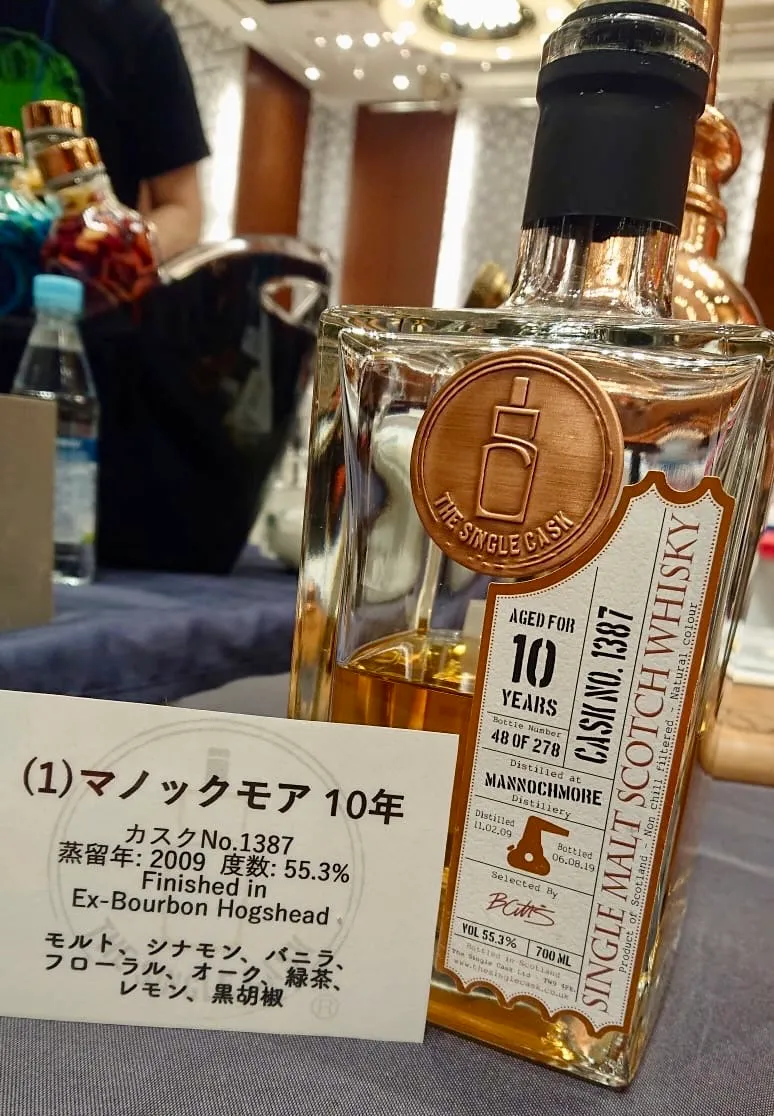 THE SINGLE CASK
AGED FOR
10
YEARS
Bottle Number
48 OF 278
CASK NO. 1387
Distilled at
MANNOCHMORE
Distillery
Distilled
11.02.09
Bottled
06.08.19
Selected By
VOL 55.3%
700 ML
Bottled in Scotland
The Single Cask Ltd
www.thesinglecask.co.uk
SINGLE MALT SCOTCH WHISKY
Product of Scotland - Non chill filtered - Natural colour
(1)マノックモア 10年
カスクNo.1387
蒸留年: 2009 度数: 55.3%
Finished in
Ex-Bourbon Hogshead
モルト、シナモン、バニラ、
フローラル、オーク、緑茶、
レモン、黒胡椒